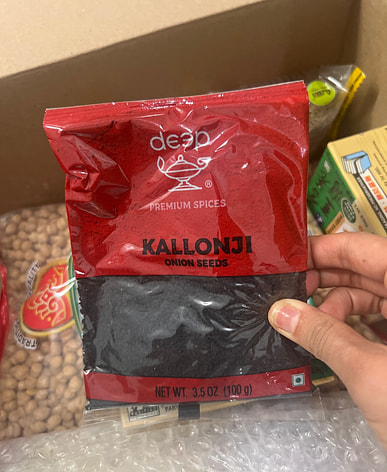 deep
®
PREMIUM SPICES
KALLONJI
ONION SEEDS
NET WT. 3.5 OZ (100 g)